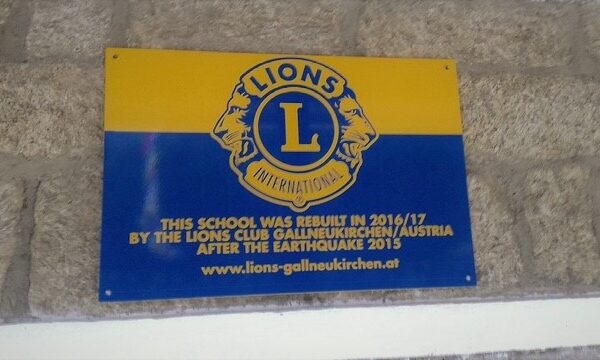 LIONS
L
INTERNATIONAL
®
THIS SCHOOL WAS REBUILT IN 2016/17
BY THE LIONS CLUB GALLNEUKIRCHEN/AUSTRIA
AFTER THE EARTHQUAKE 2015
www.lions-gallneukirchen.at